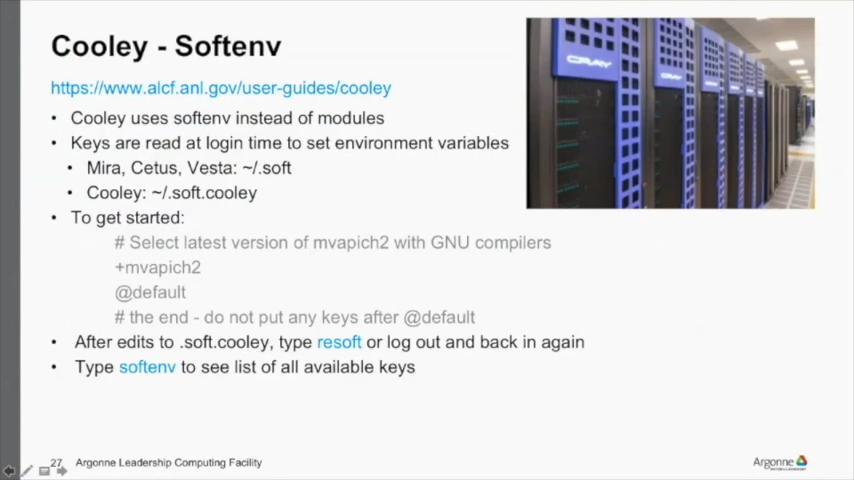 Cooley - Softenv
https://www.alcf.anl.gov/user-guides/cooley
• Cooley uses softenv instead of modules
• Keys are read at login time to set environment variables
• Mira, Cetus, Vesta: ~/.soft
• Cooley: ~/.soft.cooley
• To get started:
# Select latest version of mvapich2 with GNU compilers
+mvapich2
@default
# the end - do not put any keys after @default
• After edits to .soft.cooley, type resoft or log out and back in again
• Type softenv to see list of all available keys
CRAY
CRAY
27 Argonne Leadership Computing Facility
Argonne